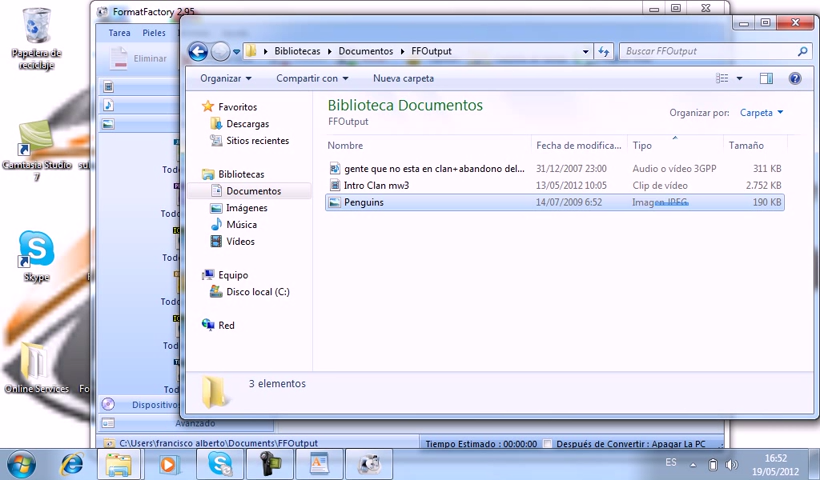 Papelera de reciclaje
Camtasia Studio 7
Skype
Online Services
FormatFactory 2.95
Tarea
Pieles
Eliminar
Todo
Todo
Todo
Todo
Todo
Dispositivos
Avanzado
C:\Users\francisco alberto\Documents\FFOutput
Tiempo Estimado : 00:00:00
Después de Convertir : Apagar La PC
Bibliotecas
Documentos
FFOutput
Buscar FFOutput
Organizar
Compartir con
Nueva carpeta
Favoritos
Descargas
Sitios recientes
Bibliotecas
Documentos
Imágenes
Música
Vídeos
Equipo
Disco local (C:)
Red
Biblioteca Documentos
FFOutput
Organizar por: Carpeta
Nombre Fecha de modifica... Tipo Tamaño
gente que no esta en clan+abandono del... 31/12/2007 23:00 Audio o vídeo 3GPP 311 KB
Intro Clan mw3 13/05/2012 10:05 Clip de vídeo 2.752 KB
Penguins 14/07/2009 6:52 Imagen JPEG 190 KB
3 elementos
ES
16:52
19/05/2012